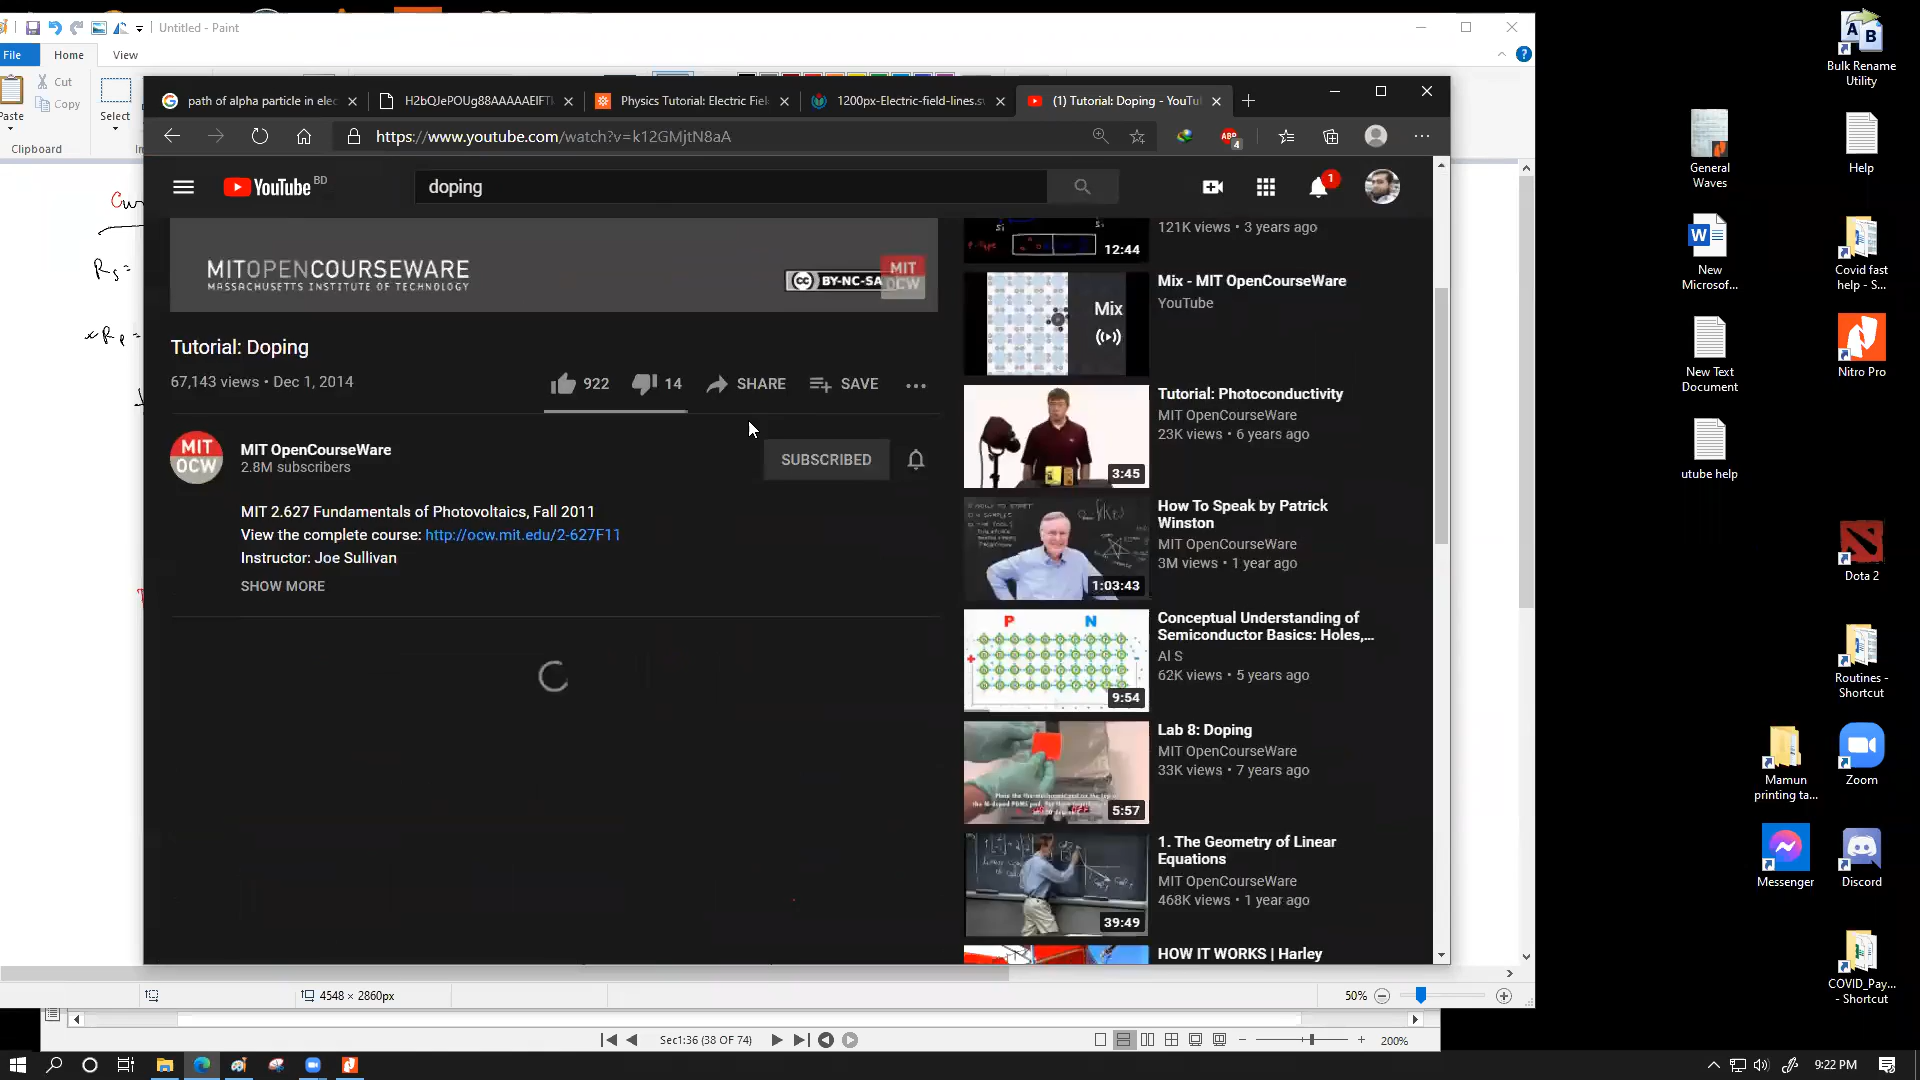 Untitled - Paint
File
Home
View
Cut
Copy
Paste
Select
Clipboard
path of alpha particle in elec
H2bQJePOUg88AAAAAElFTk
Physics Tutorial: Electric Fiel
1200px-Electric-field-lines.sv
(1) Tutorial: Doping - YouTu
https://www.youtube.com/watch?v=k12GMjtN8aA
ABP
4
YouTube BD
doping
1
MITOPENCOURSEWARE
MASSACHUSETTS INSTITUTE OF TECHNOLOGY
cc BY-NC-SA
MIT
OCW
Tutorial: Doping
67,143 views • Dec 1, 2014
922
14
SHARE
SAVE
MIT
OCW
MIT OpenCourseWare
2.8M subscribers
SUBSCRIBED
MIT 2.627 Fundamentals of Photovoltaics, Fall 2011
View the complete course: http://ocw.mit.edu/2-627F11
Instructor: Joe Sullivan
SHOW MORE
Si
Si
12:44
121K views • 3 years ago
Mix
Mix - MIT OpenCourseWare
YouTube
3:45
Tutorial: Photoconductivity
MIT OpenCourseWare
23K views • 6 years ago
1:03:43
How To Speak by Patrick
Winston
MIT OpenCourseWare
3M views • 1 year ago
P N
9:54
Conceptual Understanding of
Semiconductor Basics: Holes,...
Al S
62K views • 5 years ago
5:57
Lab 8: Doping
MIT OpenCourseWare
33K views • 7 years ago
39:49
1. The Geometry of Linear
Equations
MIT OpenCourseWare
468K views • 1 year ago
HOW IT WORKS | Harley
4548 × 2860px
50%
Sec1:36 (38 OF 74)
200%
9:22 PM
Bulk Rename
Utility
General
Waves
Help
New
Microsof...
Covid fast
help - S...
New Text
Document
Nitro Pro
utube help
Dota 2
Routines -
Shortcut
Mamun
printing ta...
Zoom
Messenger
Discord
COVID_Pay...
- Shortcut